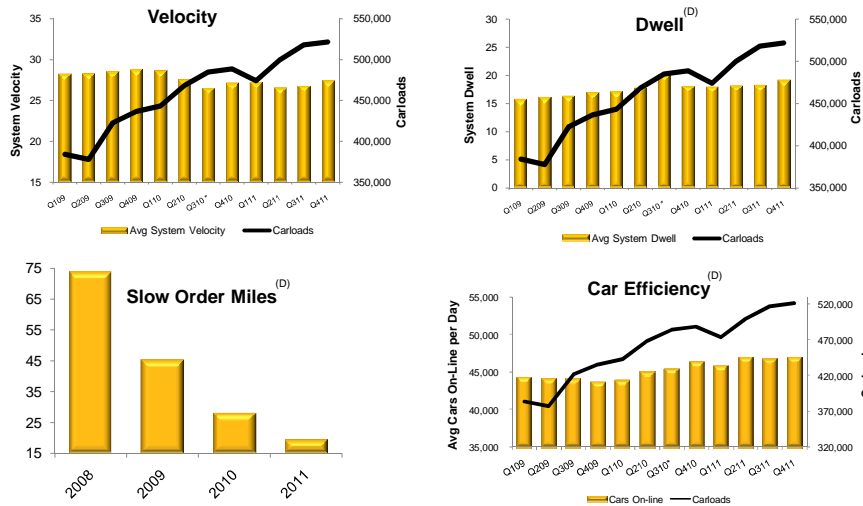 Velocity
35
30
25
20
15
System Velocity
550,000
500,000
450,000
400,000
350,000
Carloads
Q109 Q209 Q309 Q409 Q110 Q210 Q310* Q410 Q111 Q211 Q311 Q411
Avg System Velocity Carloads
Dwell (D)
30
25
20
15
10
5
0
System Dwell
550,000
500,000
450,000
400,000
350,000
Carloads
Q109 Q209 Q309 Q409 Q110 Q210 Q310* Q410 Q111 Q211 Q311 Q411
Avg System Dwell Carloads
Slow Order Miles (D)
75
65
55
45
35
25
15
2008 2009 2010 2011
Car Efficiency (D)
55,000
50,000
45,000
40,000
35,000
Avg Cars On-Line per Day
520,000
470,000
420,000
370,000
320,000
Q109 Q209 Q309 Q409 Q110 Q210 Q310* Q410 Q111 Q211 Q311 Q411
Cars On-line Carloads